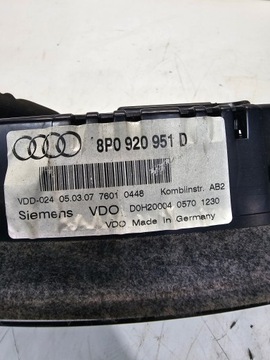 8P0 920 951 D
VDD-024 05.03.07 7601 0448 Kombiinstr. AB2
Siemens VDO D0H20004 0570 1230
VDO Made in Germany